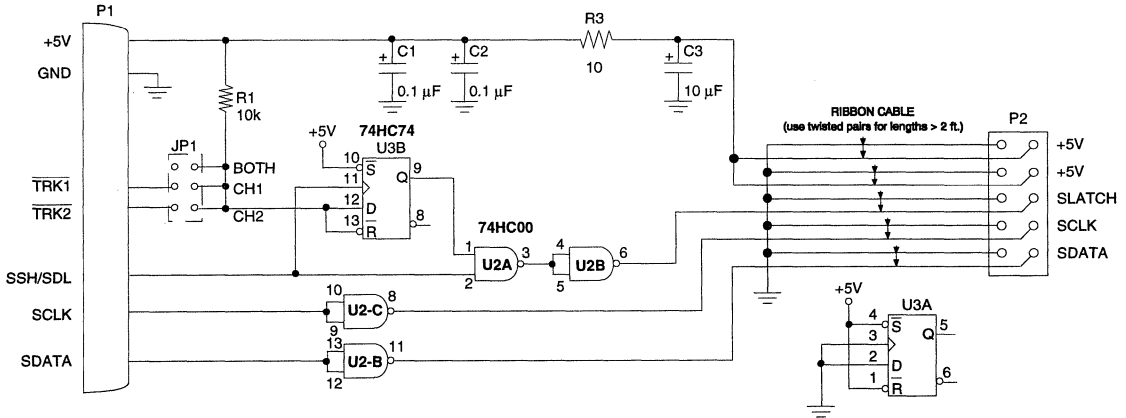 P1
+5V
GND
R1
10k
JP1
BOTH
CH1
CH2
TRK1
TRK2
SSH/SDL
SCLK
SDATA
+ C1
0.1 µF
+ C2
0.1 µF
R3
10
+ C3
10 µF
+5V
74HC74
U3B
10
S
Q
9
11
12
D
13
R
8
74HC00
1
2
U2A
3
4
5
U2B
6
10
9
U2-C
8
13
12
U2-B
11
RIBBON CABLE
(use twisted pairs for lengths > 2 ft.)
P2
+5V
+5V
SLATCH
SCLK
SDATA
+5V
U3A
4
S
Q
5
3
2
D
1
R
6